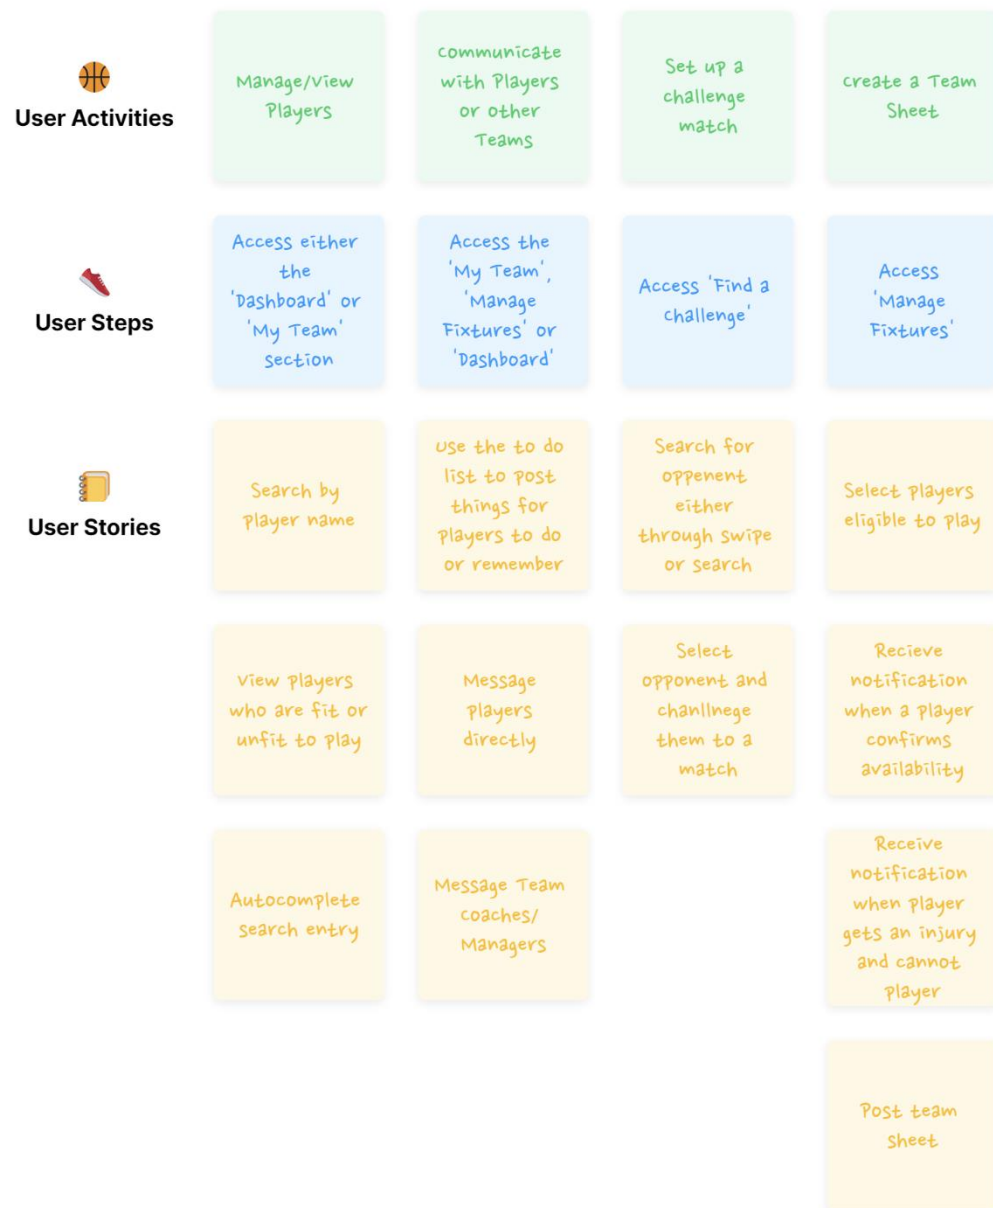 User Activities
Manage/View
Players
Communicate
with Players
or other
Teams
Set up a
challenge
match
Create a Team
Sheet
User Steps
Access either
the
'Dashboard' or
'My Team'
section
Access the
'My Team',
'Manage
Fixtures' or
'Dashboard'
Access 'Find a
Challenge'
Access
'Manage
Fixtures'
User Stories
Search by
player name
Use the to do
list to post
things for
players to do
or remember
Search for
oppenent
either
through swipe
or search
Select players
eligible to play
View players
who are fit or
unfit to play
Message
players
directly
Select
opponent and
chanllnege
them to a
match
Recieve
notification
when a player
confirms
availability
Autocomplete
search entry
Message Team
Coaches/
Managers
Receive
notification
when player
gets an injury
and cannot
player
Post team
sheet